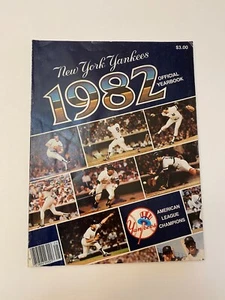 New York Yankees
$3.00
1982
OFFICIAL
YEARBOOK
Yankees
AMERICAN
LEAGUE
CHAMPIONS